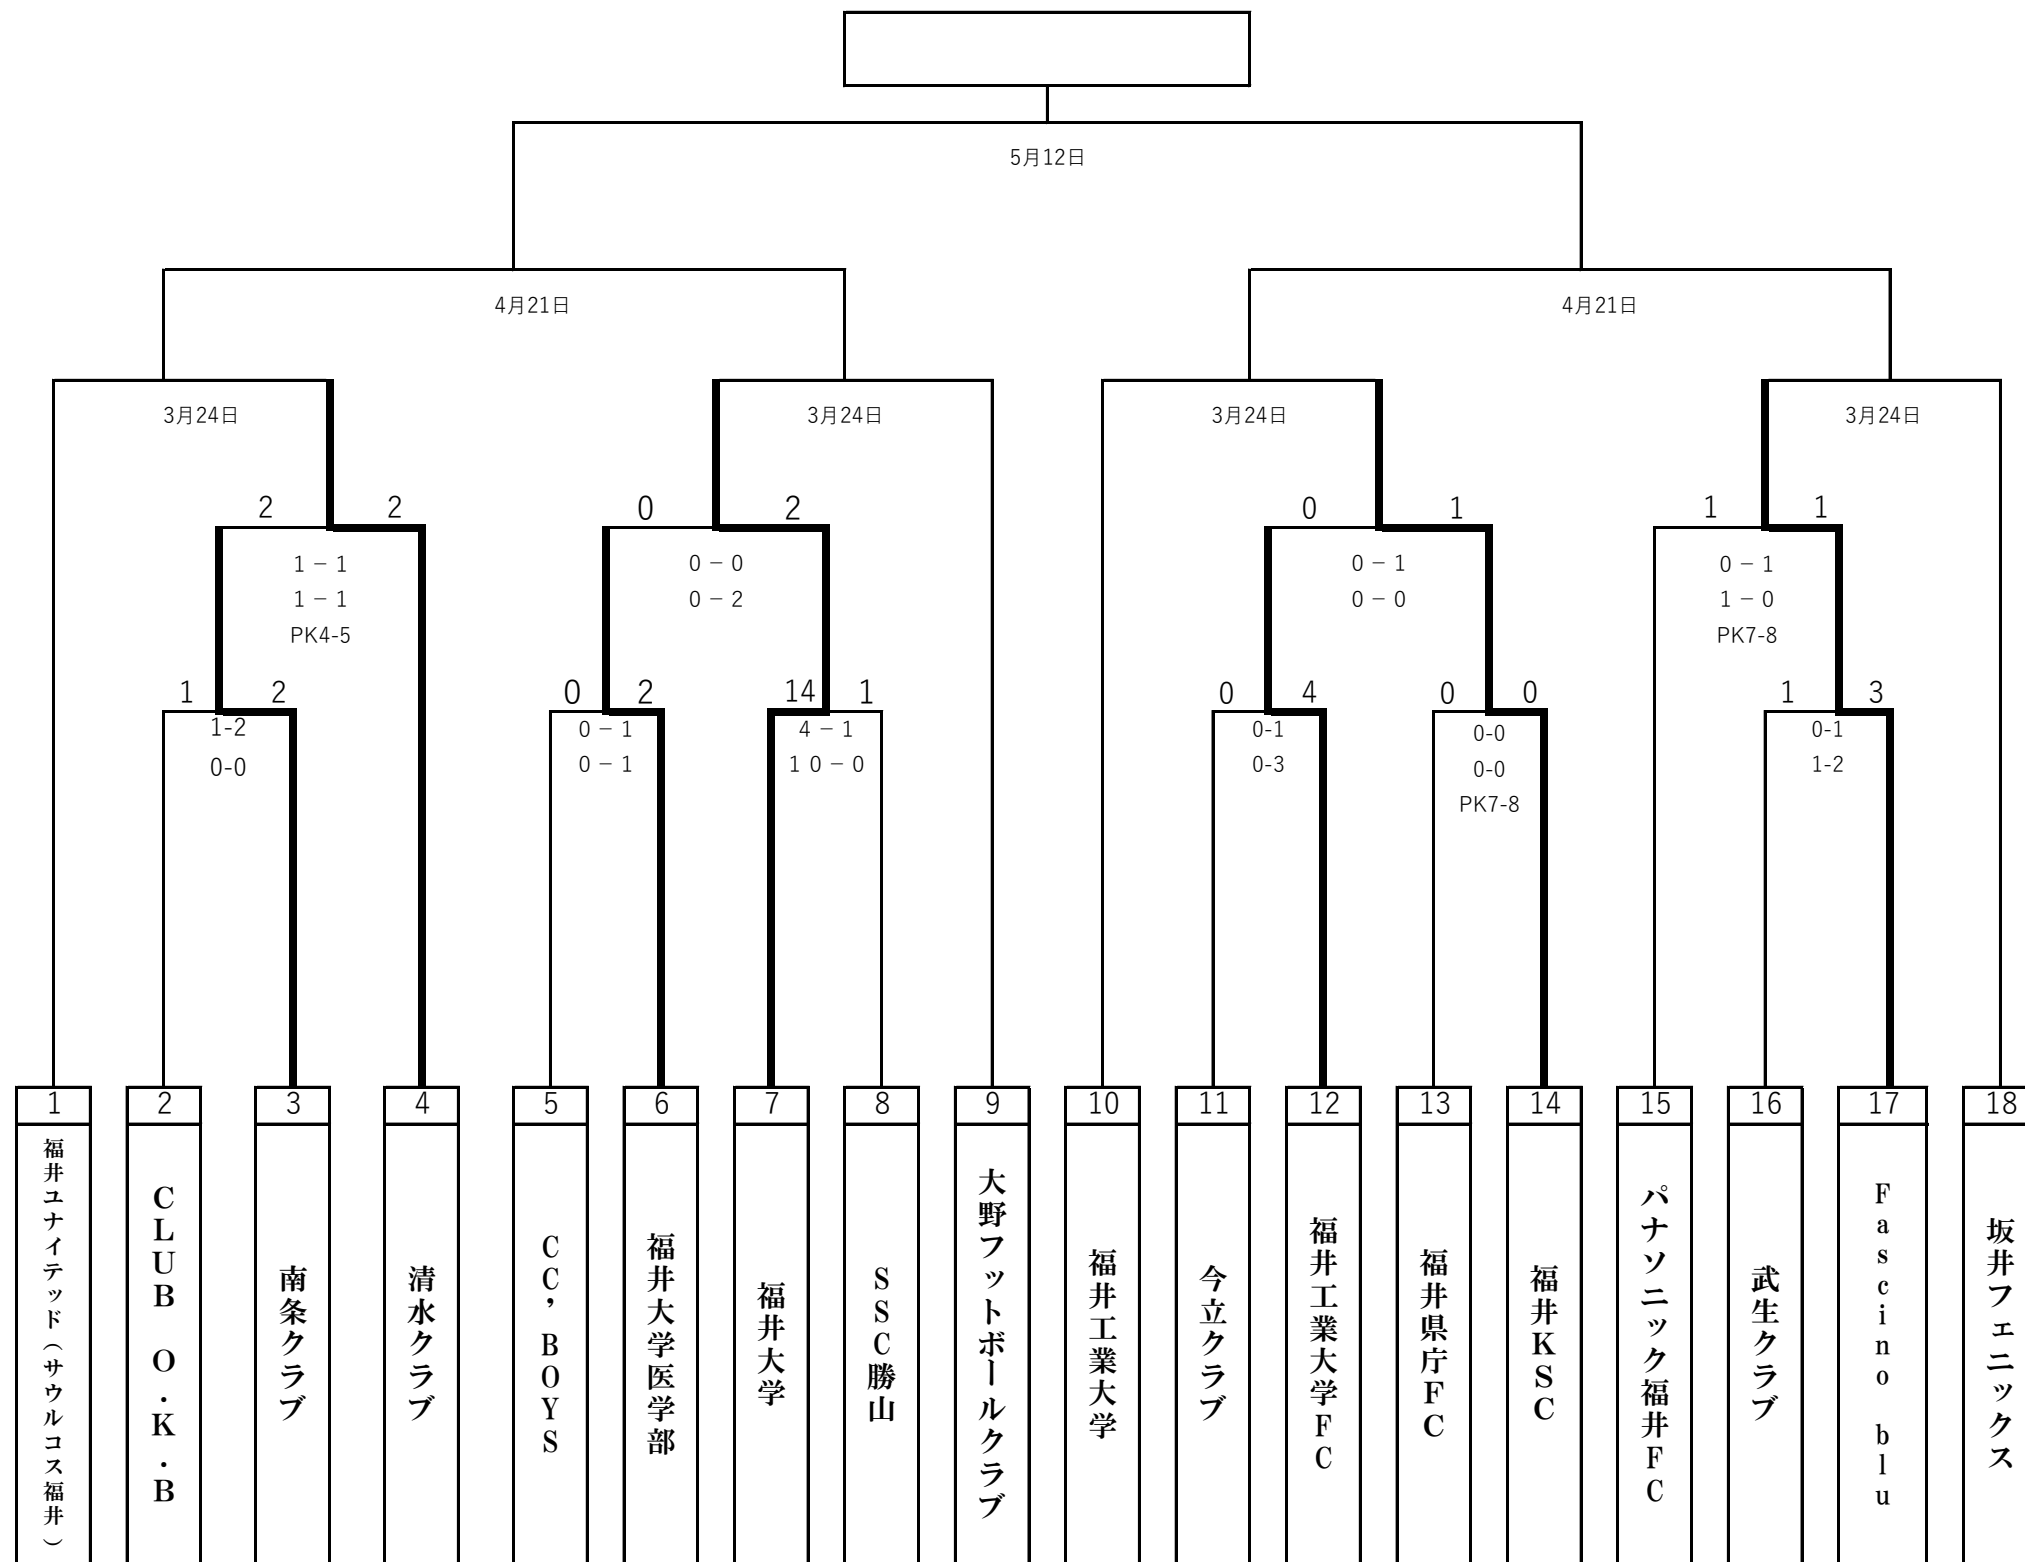 5月12日
4月21日
4月21日
3月24日
3月24日
3月24日
3月24日
2 2
0 2
0 1
1 1
1 − 1
1 − 1
PK4-5
0 − 0
0 − 2
0 − 1
0 − 0
0 − 1
1 − 0
PK7-8
1 2
0 2
14 1
0 4
0 0
1 3
1-2
0-0
0 − 1
0 − 1
4 − 1
1 0 − 0
0-1
0-3
0-0
0-0
PK7-8
0-1
1-2
1
2
3
4
5
6
7
8
9
10
11
12
13
14
15
16
17
18
福井ユナイテッド（サウルコス福井）
CLUB O.K.B
南条クラブ
清水クラブ
CC’BOYS
福井大学医学部
福井大学
SSC勝山
大野フットボールクラブ
福井工業大学
今立クラブ
福井工業大学FC
福井県庁FC
福井KSC
パナソニック福井FC
武生クラブ
Fascino blu
坂井フェニックス